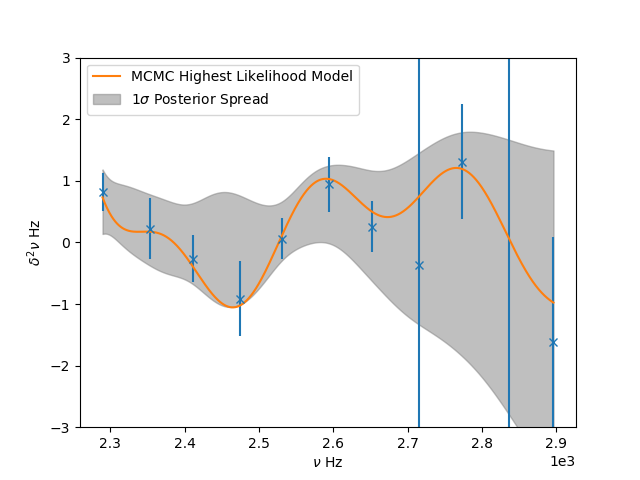 3
2
1
0
−1
−2
−3
δ²ν Hz
MCMC Highest Likelihood Model
1σ Posterior Spread
2.3 2.4 2.5 2.6 2.7 2.8 2.9
1e3
ν Hz